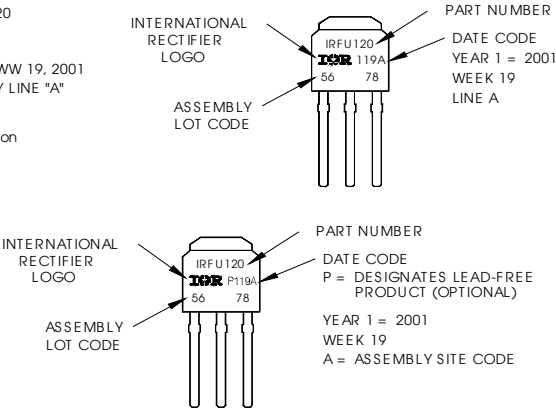 20
WW 19, 2001
Y LINE "A"
on
INTERNATIONAL
RECTIFIER
LOGO
ASSEMBLY
LOT CODE
IRFU120
IOR 119A
56 78
PART NUMBER
DATE CODE
YEAR 1 = 2001
WEEK 19
LINE A
INTERNATIONAL
RECTIFIER
LOGO
ASSEMBLY
LOT CODE
IRFU120
IOR P119A
56 78
PART NUMBER
DATE CODE
P = DESIGNATES LEAD-FREE
PRODUCT (OPTIONAL)
YEAR 1 = 2001
WEEK 19
A = ASSEMBLY SITE CODE